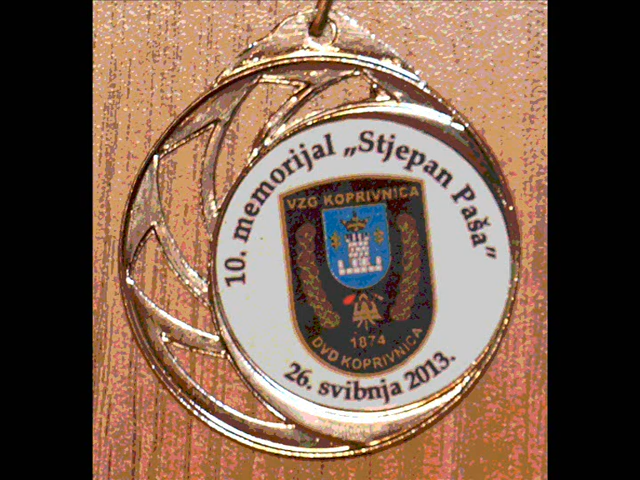 10. memorijal „Stjepan Paša”
VZG KOPRIVNICA
1874
DVD KOPRIVNICA
26. svibnja 2013.